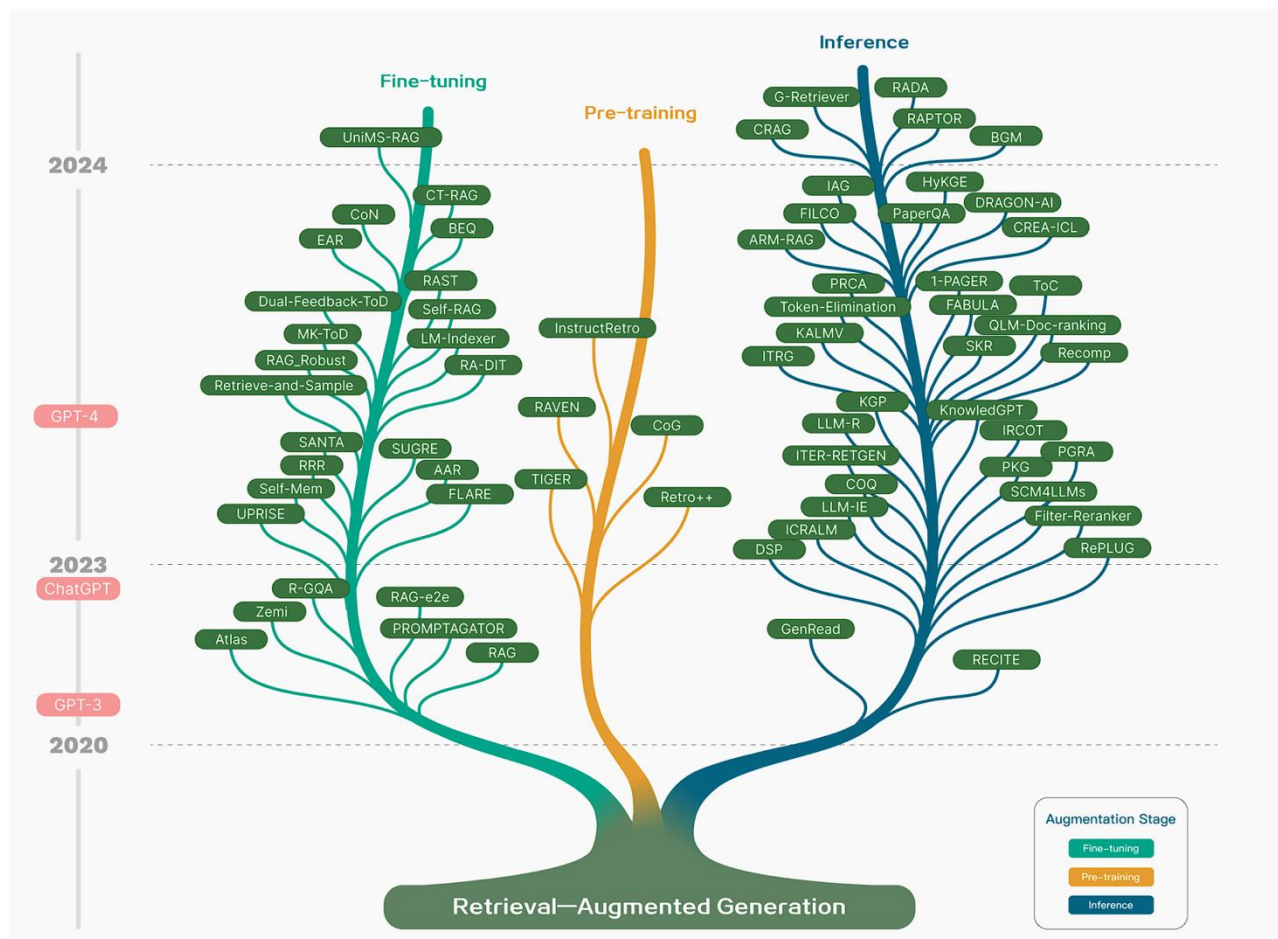 Inference
Fine-tuning
Pre-training
G-Retriever
RADA
CRAG
RAPTOR
BGM
UniMS-RAG
2024
CT-RAG
CoN
BEQ
EAR
IAG
HyKGE
FILCO
PaperQA
DRAGON-AI
ARM-RAG
CREA-ICL
RAST
Dual-Feedback-ToD
Self-RAG
MK-ToD
LM-Indexer
RAG_Robust
RA-DIT
Retrieve-and-Sample
InstructRetro
PRCA
1-PAGER
ToC
Token-Elimination
FABULA
KALMV
QLM-Doc-ranking
ITRG
SKR
Recomp
GPT-4
RAVEN
CoG
KGP
KnowledGPT
LLM-R
IRCOT
SANTA
SUGRE
RRR
AAR
Self-Mem
FLARE
UPRISE
TIGER
Retro++
ITER-RETGEN
PGRA
PKG
COQ
SCM4LLMs
LLM-IE
Filter-Reranker
ICRALM
DSP
RePLUG
2023
ChatGPT
R-GQA
RAG-e2e
Zemi
PROMPTAGATOR
Atlas
RAG
GenRead
RECITE
GPT-3
2020
Augmentation Stage
Fine-tuning
Pre-training
Inference
Retrieval—Augmented Generation